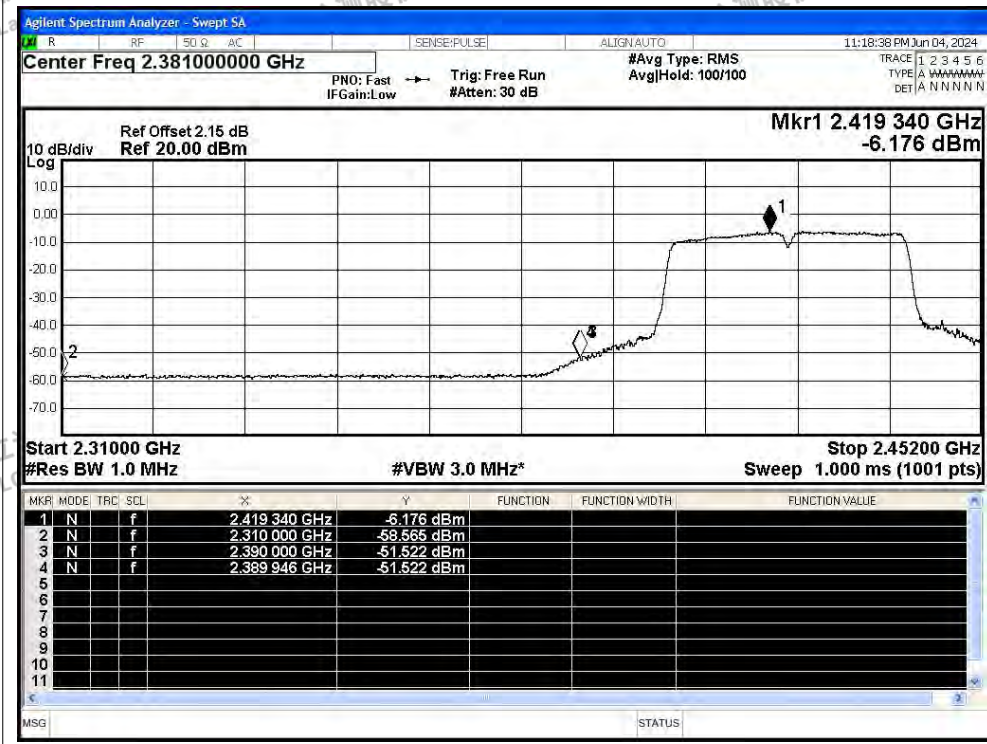 Agilent Spectrum Analyzer - Swept SA
R RF 50 Ω AC SENSE:PULSE ALIGN AUTO 11:18:38 PM Jun 04, 2024
Center Freq 2.381000000 GHz
PNO: Fast
IFGain:Low
Trig: Free Run
#Atten: 30 dB
#Avg Type: RMS
Avg|Hold: 100/100
TRACE 1 2 3 4 5 6
TYPE A WWWWW
DET A N N N N N
Mkr1 2.419 340 GHz
-6.176 dBm
Ref Offset 2.15 dB
10 dB/div Ref 20.00 dBm
Log
10.0
0.00
-10.0
-20.0
-30.0
-40.0
-50.0
-60.0
-70.0
1
2
Start 2.31000 GHz Stop 2.45200 GHz
#Res BW 1.0 MHz #VBW 3.0 MHz* Sweep 1.000 ms (1001 pts)
MKR MODE TRC SCL X Y FUNCTION FUNCTION WIDTH FUNCTION VALUE
1 N f 2.419 340 GHz -6.176 dBm
2 N f 2.310 000 GHz -58.565 dBm
3 N f 2.390 000 GHz -51.522 dBm
4 N f 2.389 946 GHz -51.522 dBm
5
6
7
8
9
10
11
MSG STATUS